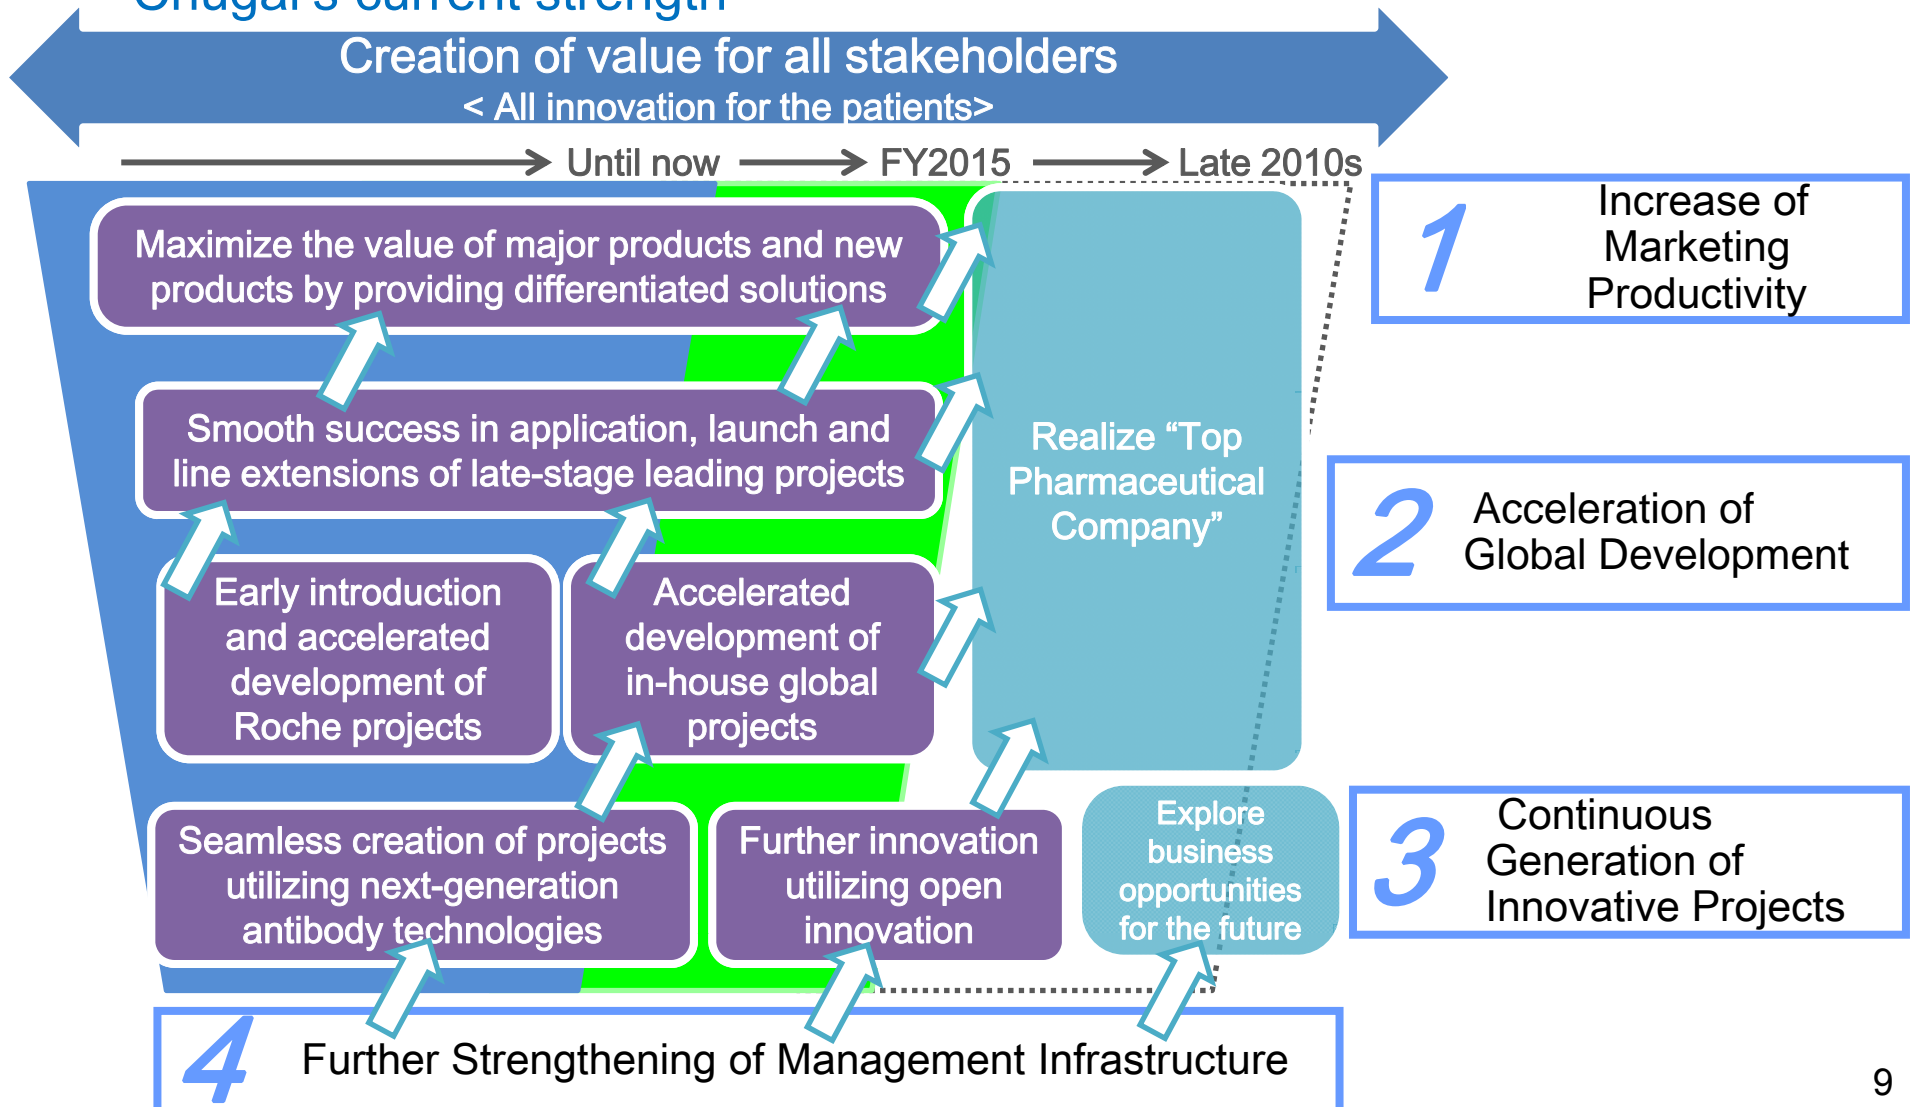 Chugai's current strength
Creation of value for all stakeholders
< All innovation for the patients>
Until now
FY2015
Late 2010s
Maximize the value of major products and new
products by providing differentiated solutions
1
Increase of
Marketing
Productivity
Smooth success in application, launch and
line extensions of late-stage leading projects
Realize “Top
Pharmaceutical
Company”
2
Acceleration of
Global Development
Early introduction
and accelerated
development of
Roche projects
Accelerated
development of
in-house global
projects
Seamless creation of projects
utilizing next-generation
antibody technologies
Further innovation
utilizing open
innovation
Explore
business
opportunities
for the future
3
Continuous
Generation of
Innovative Projects
4
Further Strengthening of Management Infrastructure
9